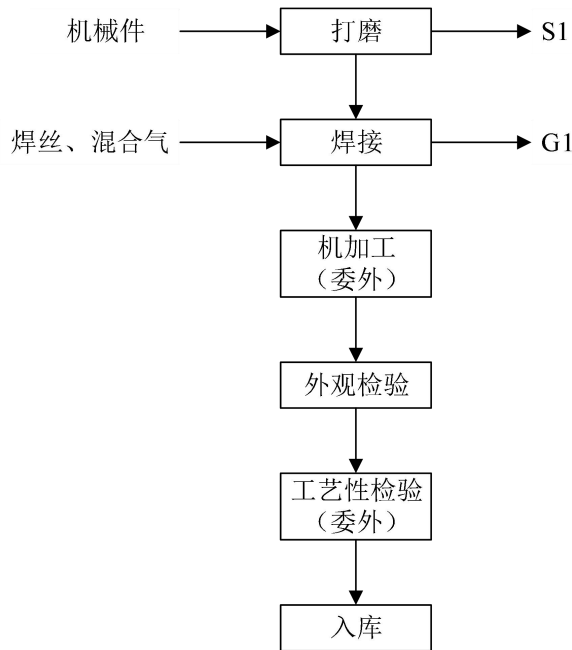 机械件
打磨
S1
焊丝、混合气
焊接
G1
机加工
（委外）
外观检验
工艺性检验
（委外）
入库